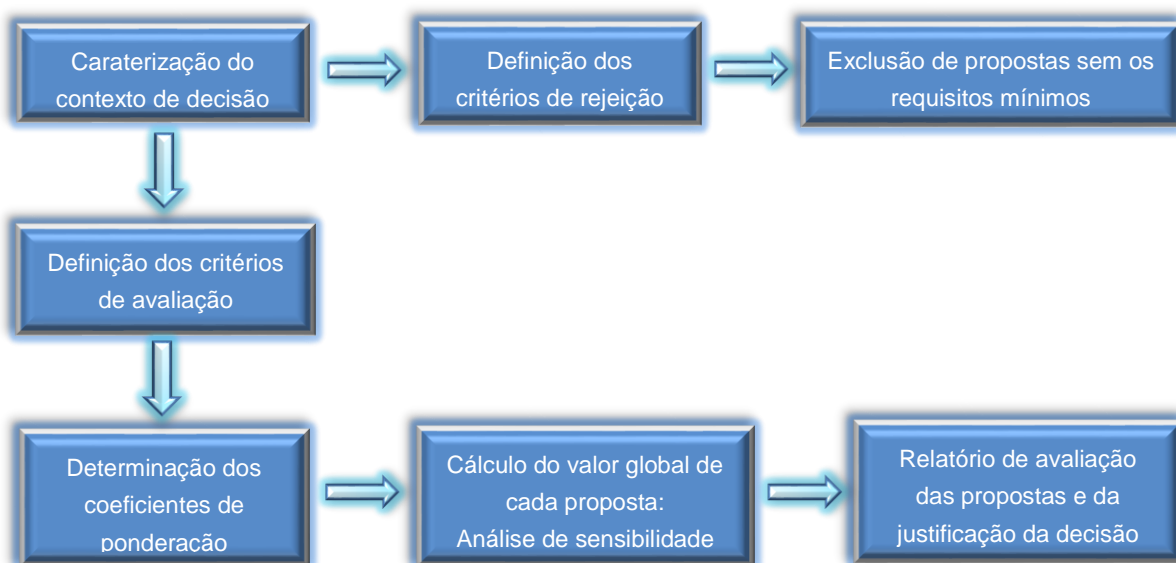 Caraterização do
contexto de decisão
Definição dos
critérios de rejeição
Exclusão de propostas sem os
requisitos mínimos
Definição dos critérios
de avaliação
Determinação dos
coeficientes de
ponderação
Cálculo do valor global de
cada proposta:
Análise de sensibilidade
Relatório de avaliação
das propostas e da
justificação da decisão